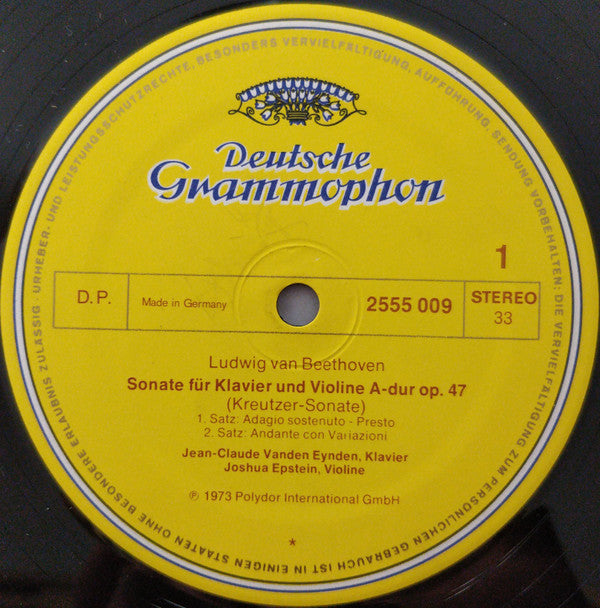 Deutsche
Grammophon
1
D.P.
Made in Germany
2555 009
STEREO
33
Ludwig van Beethoven
Sonate für Klavier und Violine A-dur op. 47
(Kreutzer-Sonate)
1. Satz: Adagio sostenuto - Presto
2. Satz: Andante con Variazioni
Jean-Claude Vanden Eynden, Klavier
Joshua Epstein, Violine
℗ 1973 Polydor International GmbH
*
URHEBER- UND LEISTUNGSSCHUTZRECHTE, BESONDERS VERVIELFÄLTIGUNG, AUFFÜHRUNG, SENDUNG VORBEHALTEN: DIE VERVIELFÄLTIGUNG ZUM PERSÖNLICHEN GEBRAUCH IST IN EINIGEN STAATEN OHNE BESONDERE ERLAUBNIS ZULÄSSIG ·